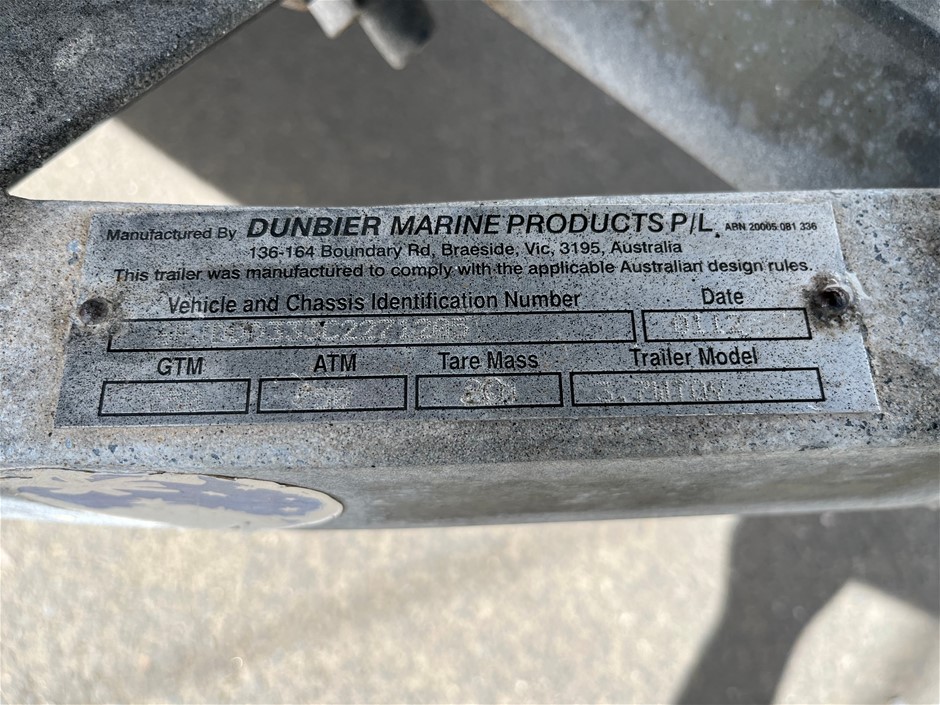 Manufactured By DUNBIER MARINE PRODUCTS P/L. ABN 20005 081 336
136-164 Boundary Rd, Braeside, Vic, 3195, Australia
This trailer was manufactured to comply with the applicable Australian design rules.
Vehicle and Chassis Identification Number Date
GTM ATM Tare Mass Trailer Model